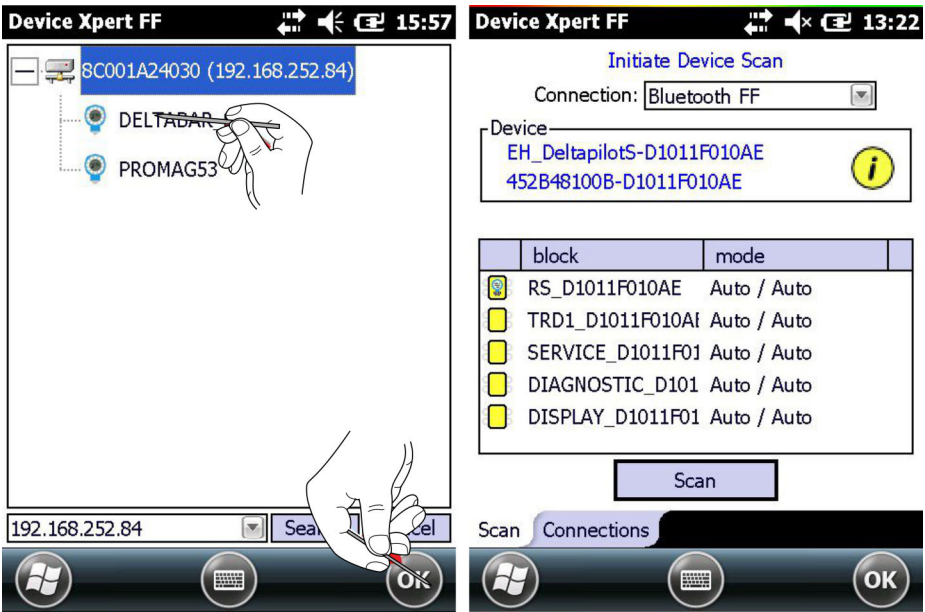 Device Xpert FF 15:57
8C001A24030 (192.168.252.84)
DELTABAR
PROMAG53
192.168.252.84
OK
Device Xpert FF 13:22
Initiate Device Scan
Connection: Bluetooth FF
Device
EH_DeltapilotS-D1011F010AE
452B48100B-D1011F010AE
i
block mode
RS_D1011F010AE Auto / Auto
TRD1_D1011F010AE Auto / Auto
SERVICE_D1011F01 Auto / Auto
DIAGNOSTIC_D101 Auto / Auto
DISPLAY_D1011F01 Auto / Auto
Scan
Scan Connections
OK